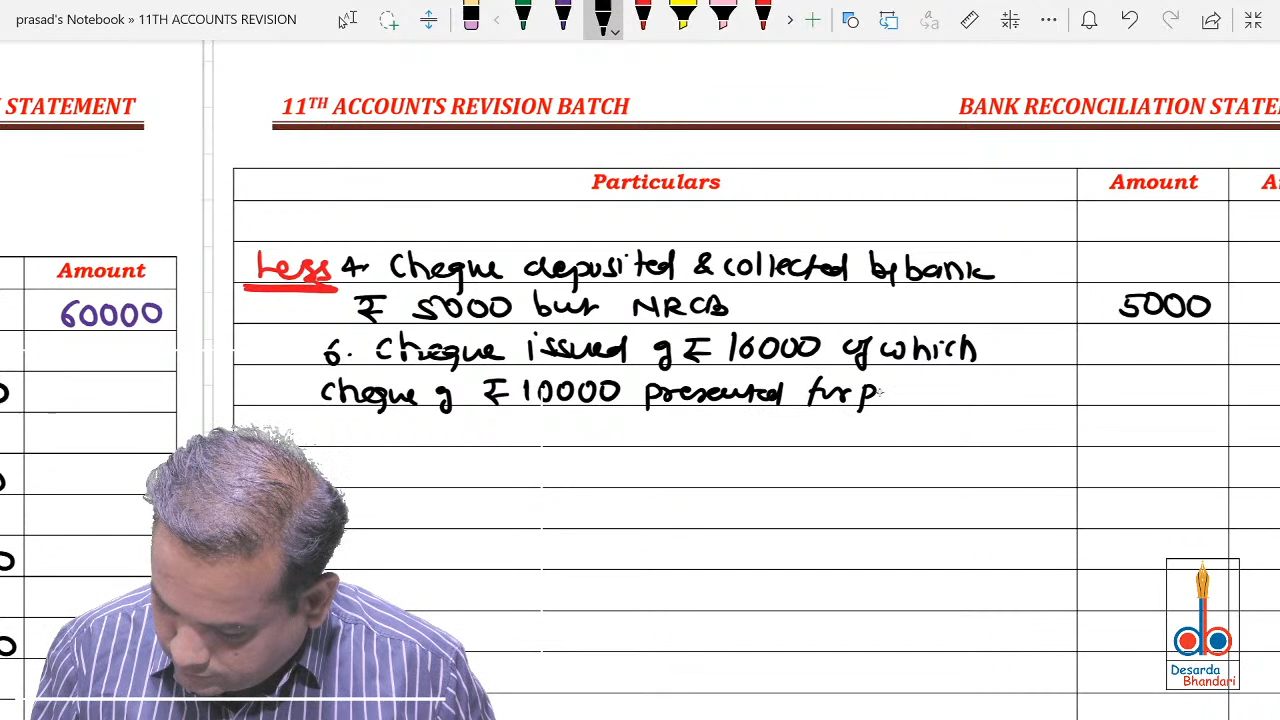 prasad's Notebook » 11TH ACCOUNTS REVISION
STATEMENT
11TH ACCOUNTS REVISION BATCH
BANK RECONCILIATION STATE
Amount
60000
Particulars
Amount
Less 4. Cheque deposited & collected by bank
₹ 5000 but NRCB
5000
6. Cheque issued of ₹ 16000 of which
cheque of ₹ 10000 presented for p
Desarda
Bhandari